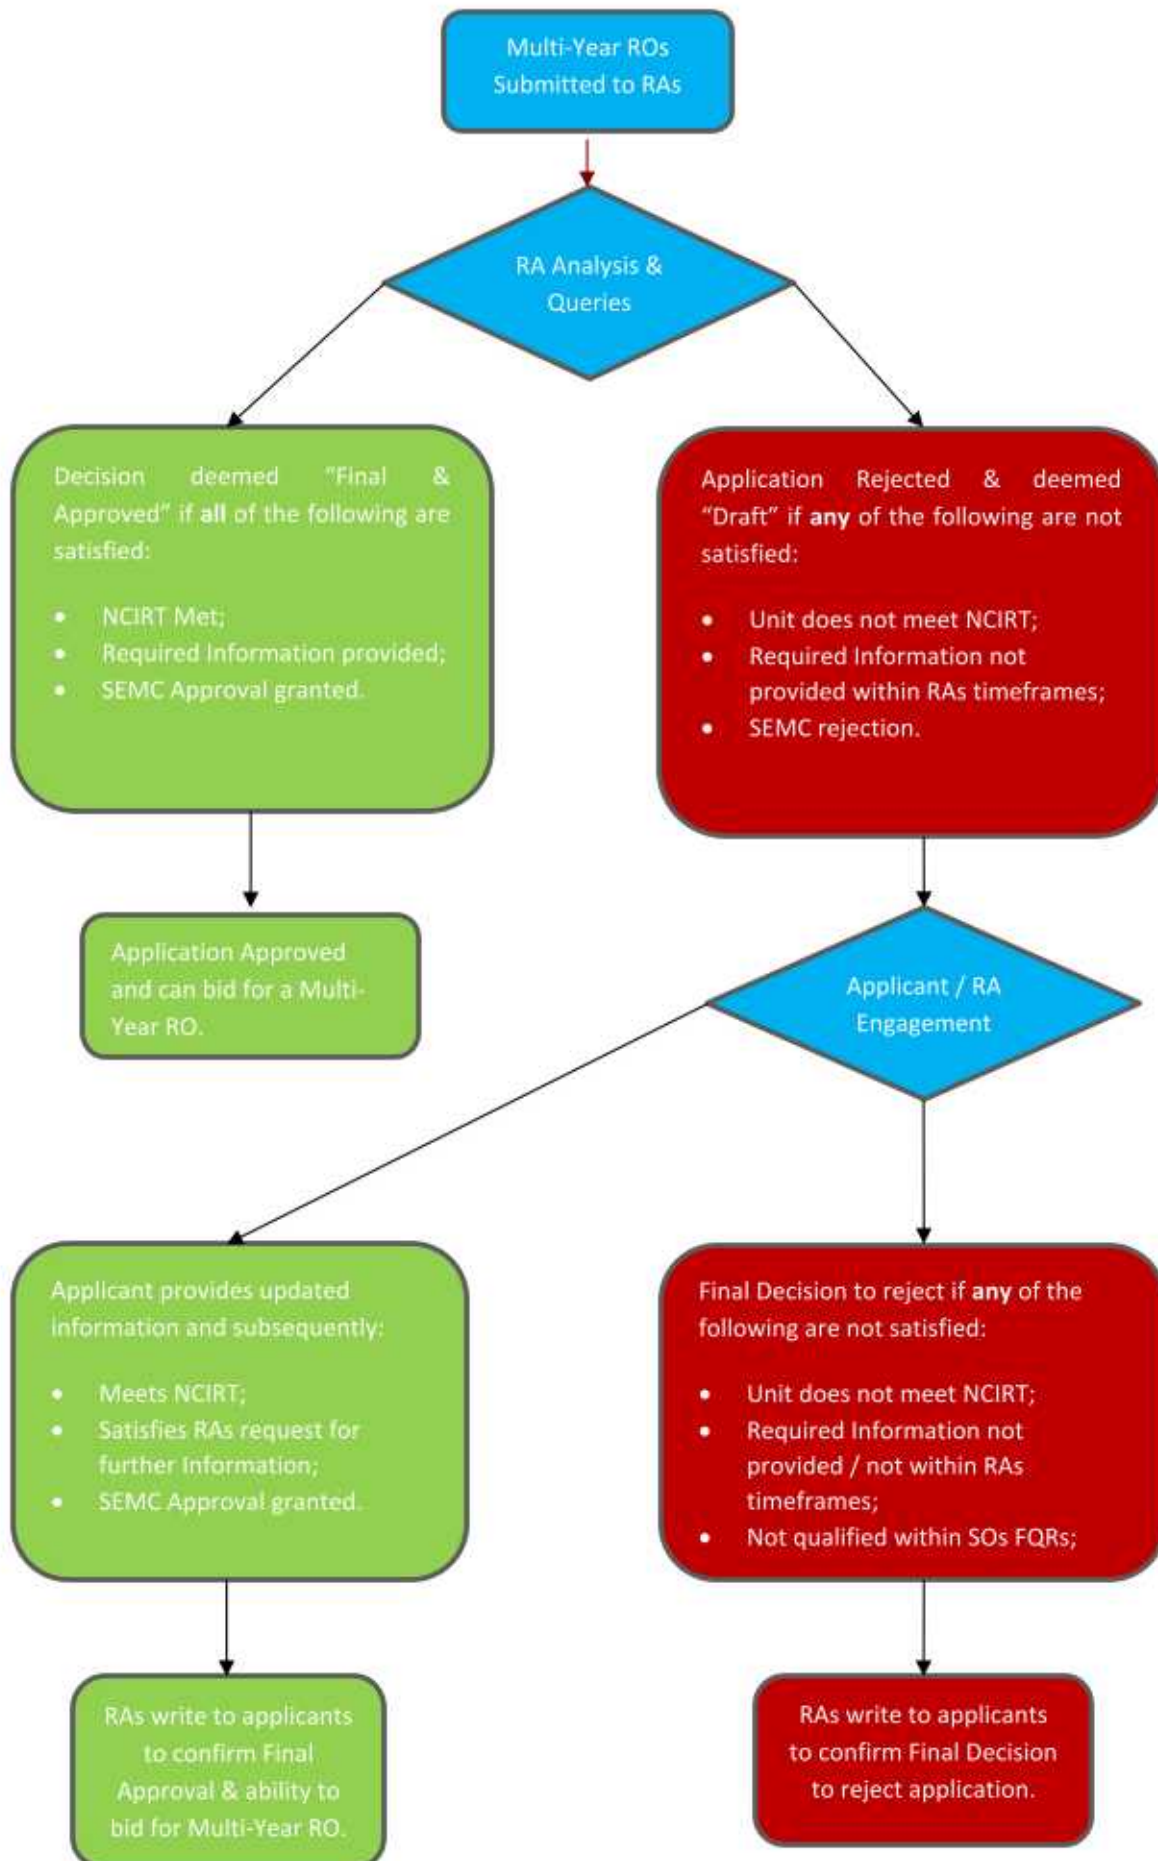 Multi-Year ROs
Submitted to RAs
RA Analysis &
Queries
Decision deemed "Final &
Approved" if all of the following are
satisfied:
• NCIRT Met;
• Required Information provided;
• SEMC Approval granted.
Application Rejected & deemed
"Draft" if any of the following are not
satisfied:
• Unit does not meet NCIRT;
• Required Information not
provided within RAs timeframes;
• SEMC rejection.
Application Approved
and can bid for a Multi-
Year RO.
Applicant / RA
Engagement
Applicant provides updated
information and subsequently:
• Meets NCIRT;
• Satisfies RAs request for
further Information;
• SEMC Approval granted.
Final Decision to reject if any of the
following are not satisfied:
• Unit does not meet NCIRT;
• Required Information not
provided / not within RAs
timeframes;
• Not qualified within SOs FQRs;
RAs write to applicants
to confirm Final
Approval & ability to
bid for Multi-Year RO.
RAs write to applicants
to confirm Final Decision
to reject application.